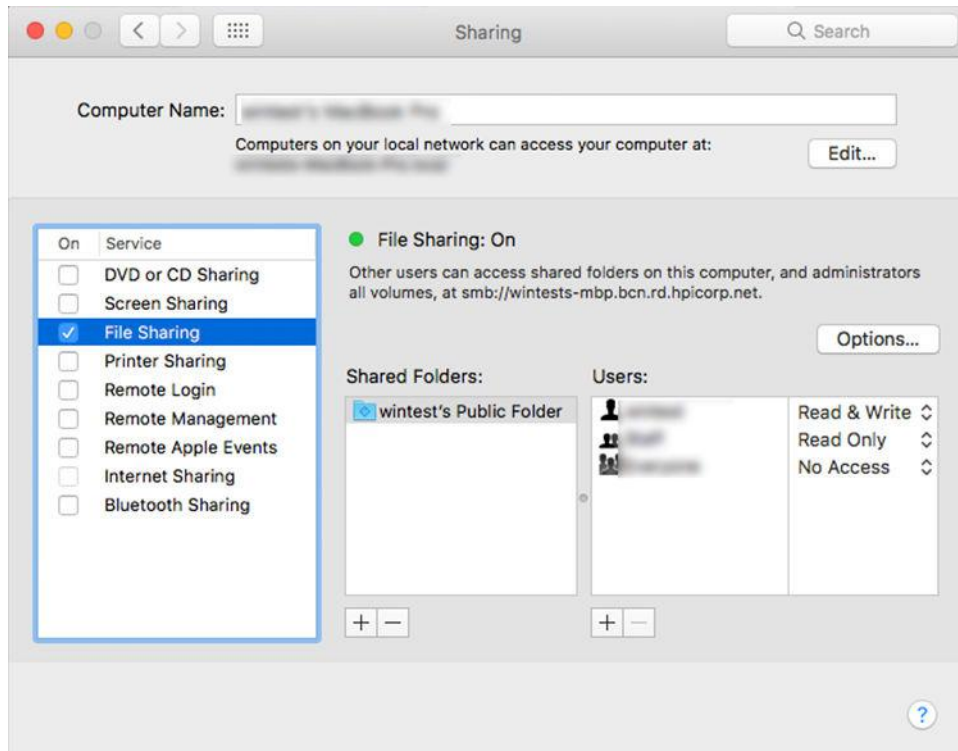 Sharing
Search
Computer Name:
Computers on your local network can access your computer at:
Edit...
On Service
DVD or CD Sharing
Screen Sharing
File Sharing
Printer Sharing
Remote Login
Remote Management
Remote Apple Events
Internet Sharing
Bluetooth Sharing
File Sharing: On
Other users can access shared folders on this computer, and administrators
all volumes, at smb://wintests-mbp.bcn.rd.hpicorp.net.
Options...
Shared Folders:
wintest's Public Folder
Users:
Read & Write
Read Only
No Access
+ −
+ −
?